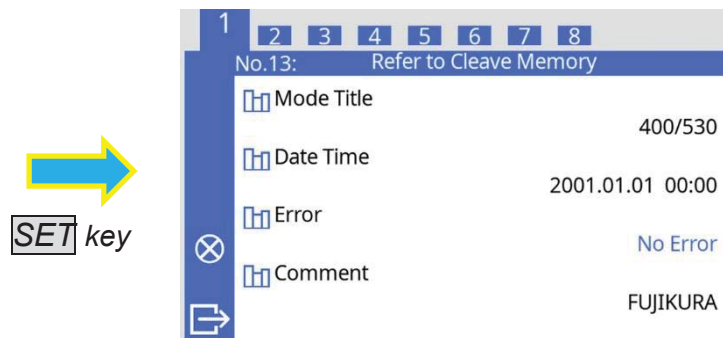 1 2 3 4 5 6 7 8
No.13: Refer to Cleave Memory
Mode Title
400/530
Date Time
2001.01.01 00:00
Error
No Error
Comment
FUJIKURA
SET key